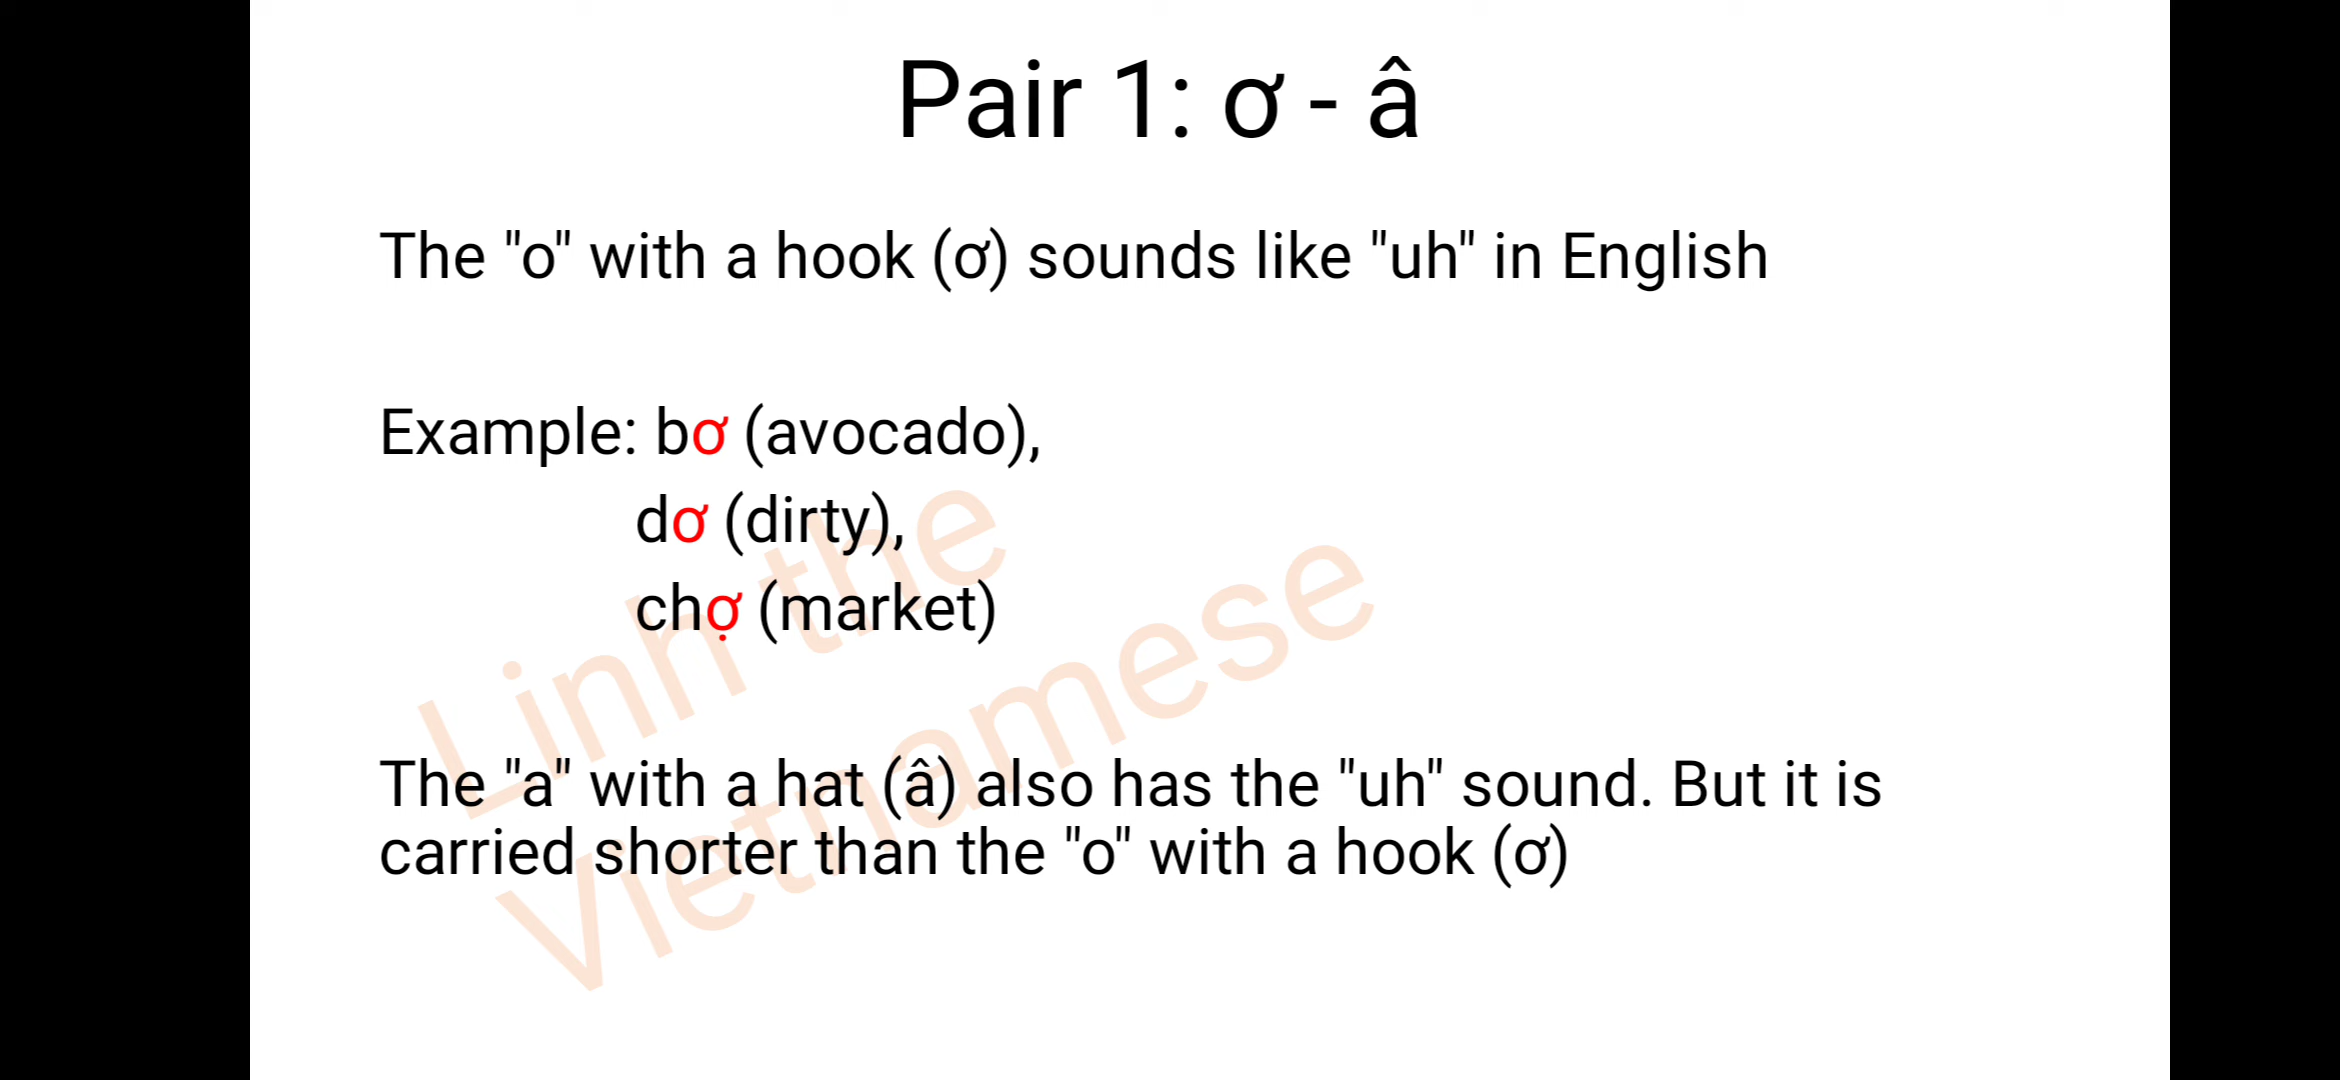 Pair 1: ơ - â
The "o" with a hook (ơ) sounds like "uh" in English
Example: bơ (avocado),
dơ (dirty),
chợ (market)
Linh the
Vietnamese
The "a" with a hat (â) also has the "uh" sound. But it is
carried shorter than the "o" with a hook (ơ)